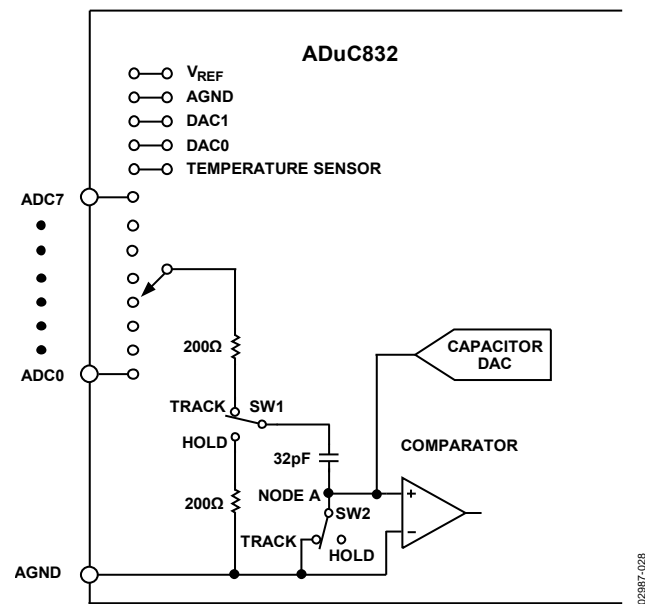 ADuC832
VREF
AGND
DAC1
DAC0
TEMPERATURE SENSOR
ADC7
200Ω
CAPACITOR
DAC
ADC0
TRACK
SW1
HOLD
COMPARATOR
32pF
200Ω
NODE A
+
−
SW2
TRACK
HOLD
AGND
02987-028